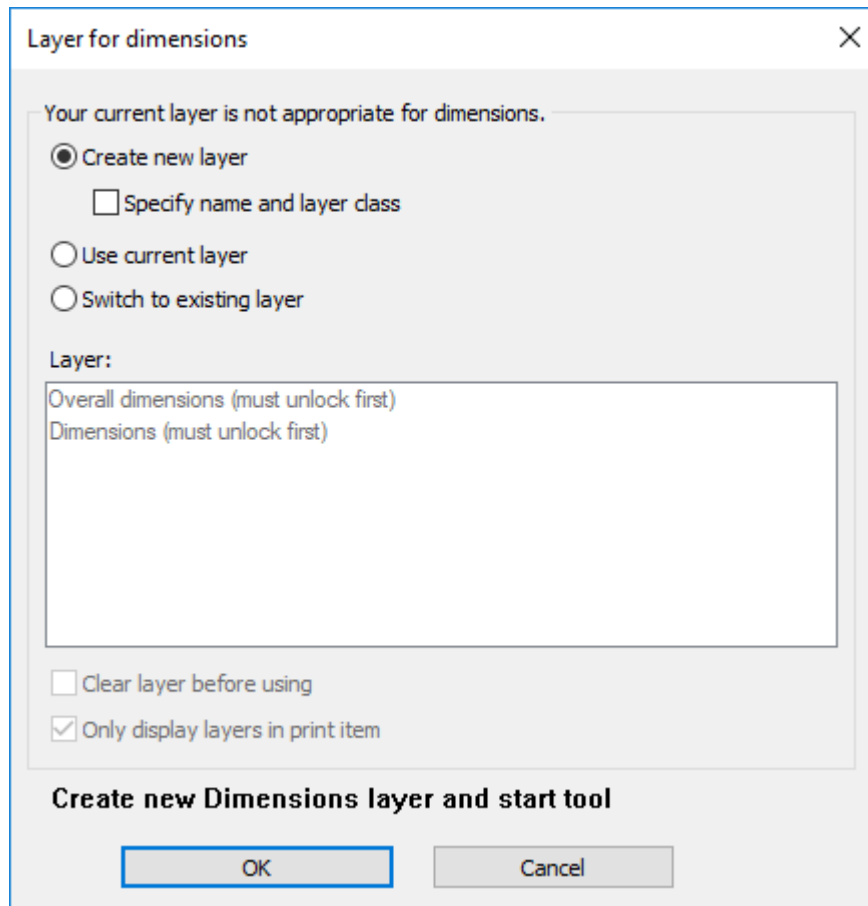 Layer for dimensions
Your current layer is not appropriate for dimensions.
Create new layer
Specify name and layer class
Use current layer
Switch to existing layer
Layer:
Overall dimensions (must unlock first)
Dimensions (must unlock first)
Clear layer before using
Only display layers in print item
Create new Dimensions layer and start tool
OK Cancel